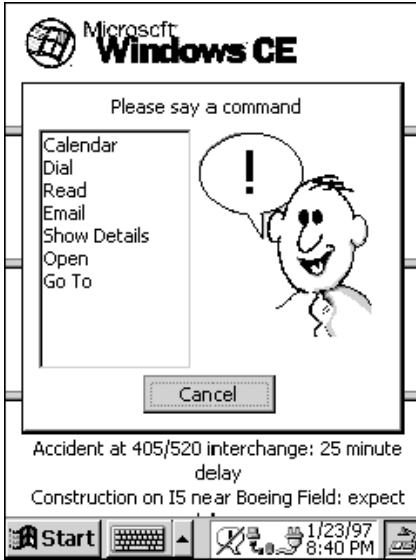 Microsoft
Windows CE
Please say a command
Calendar
Dial
Read
Email
Show Details
Open
Go To
!
Cancel
Accident at 405/520 interchange: 25 minute
delay
Construction on I5 near Boeing Field: expect
Start
1/23/97
8:40 PM